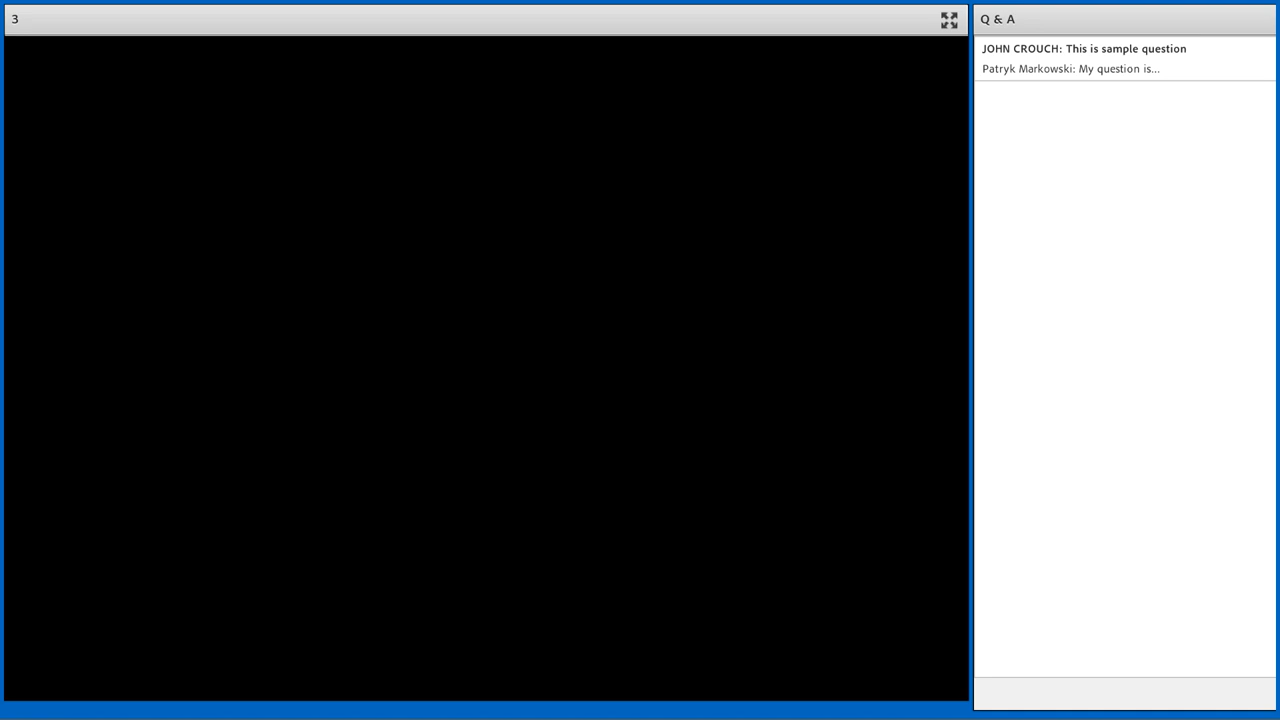 3
Q & A
JOHN CROUCH: This is sample question
Patryk Markowski: My question is...